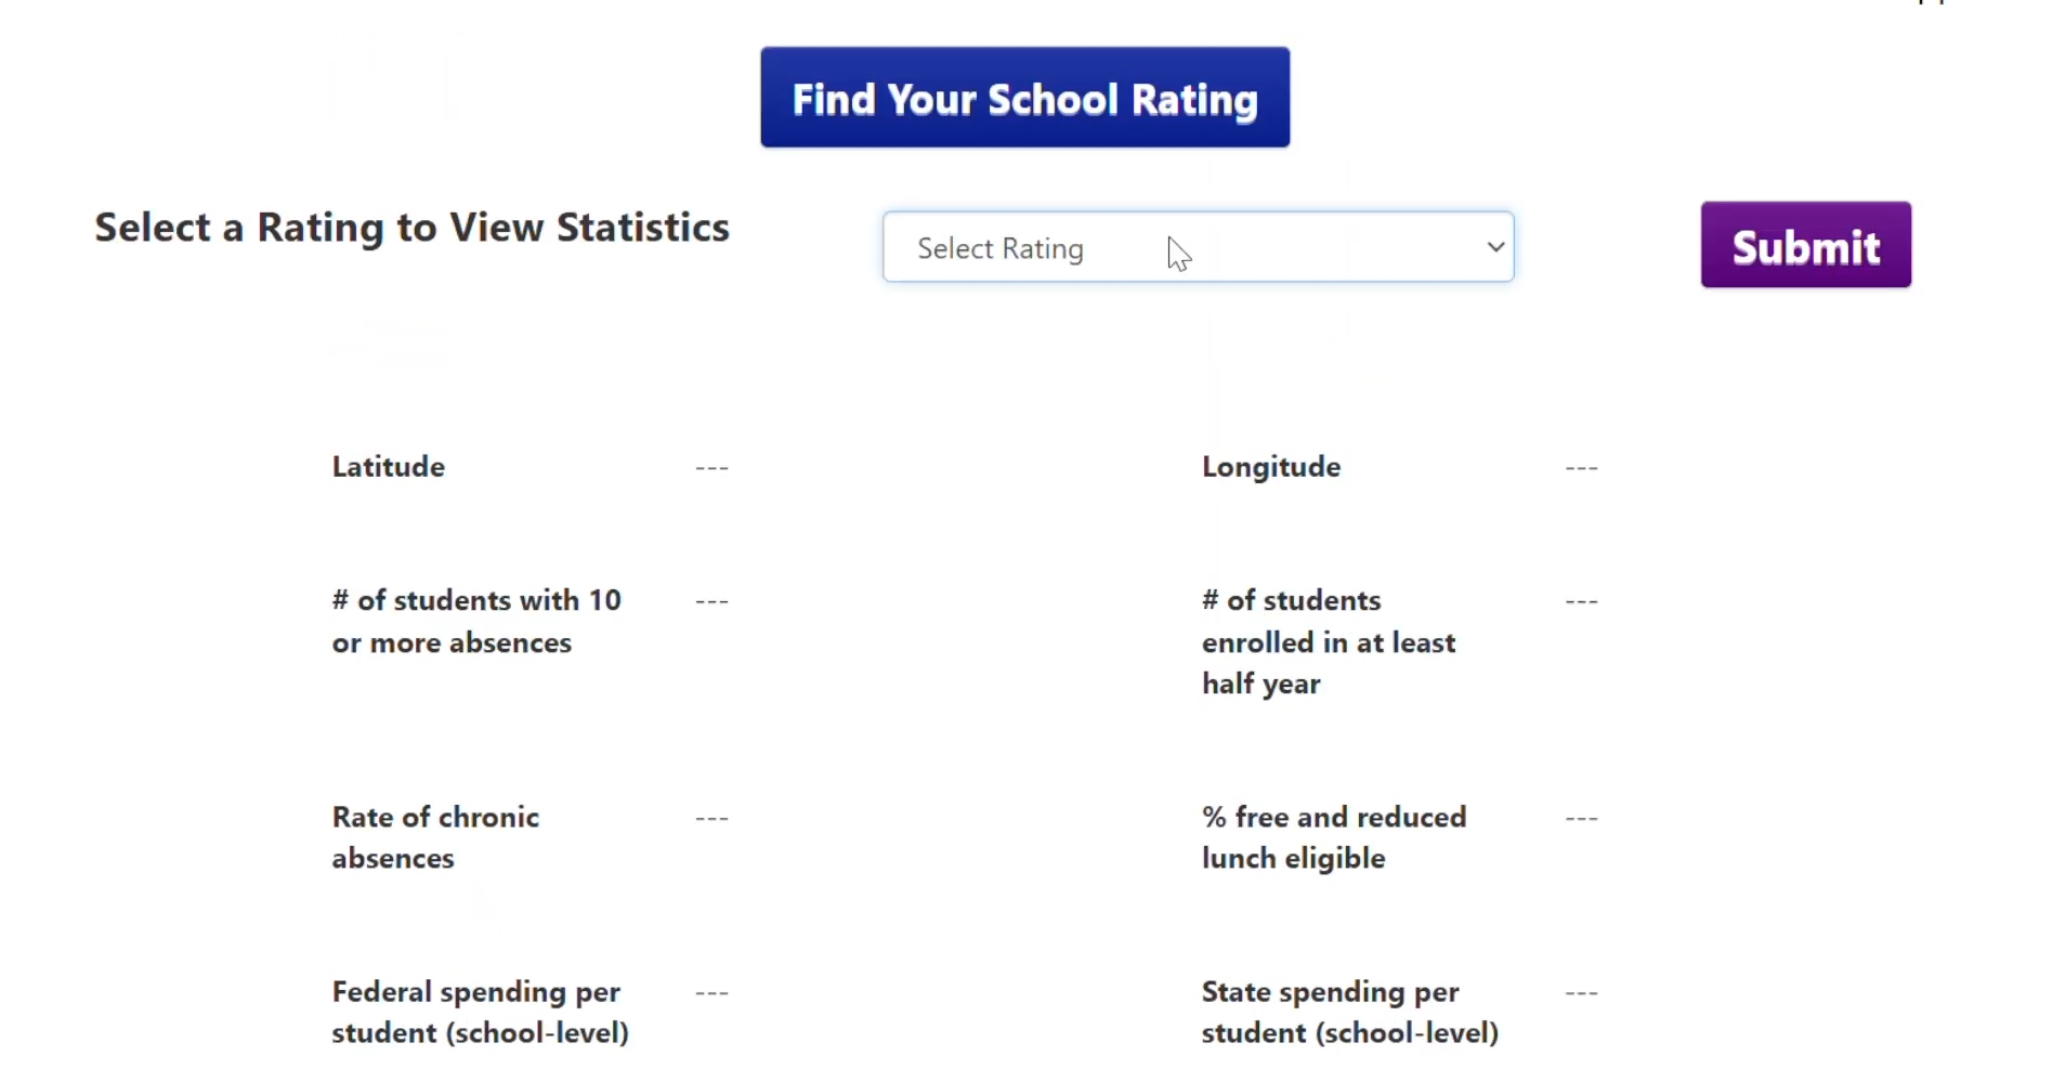 Find Your School Rating
Select a Rating to View Statistics
Select Rating
Submit
Latitude ---
Longitude ---
# of students with 10
or more absences
---
# of students
enrolled in at least
half year
---
Rate of chronic
absences
---
% free and reduced
lunch eligible
---
Federal spending per
student (school-level)
---
State spending per
student (school-level)
---